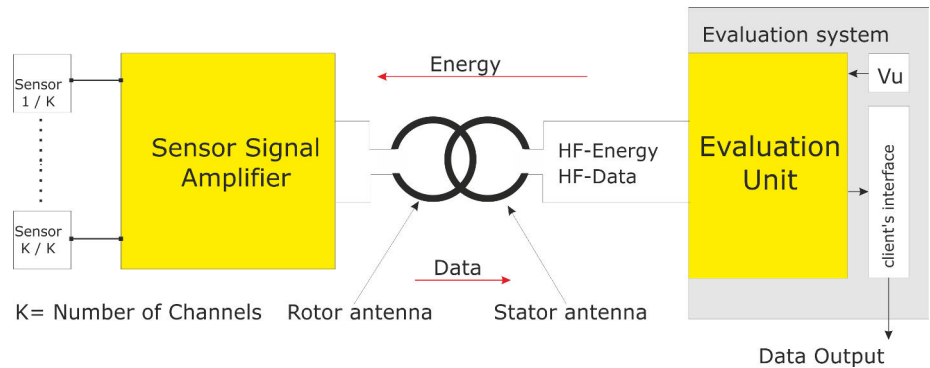 Evaluation system
Energy
Sensor
1 / K
Vu
Sensor Signal
Amplifier
HF-Energy
HF-Data
Evaluation
Unit
client's interface
Sensor
K / K
Data
K= Number of Channels
Rotor antenna
Stator antenna
Data Output